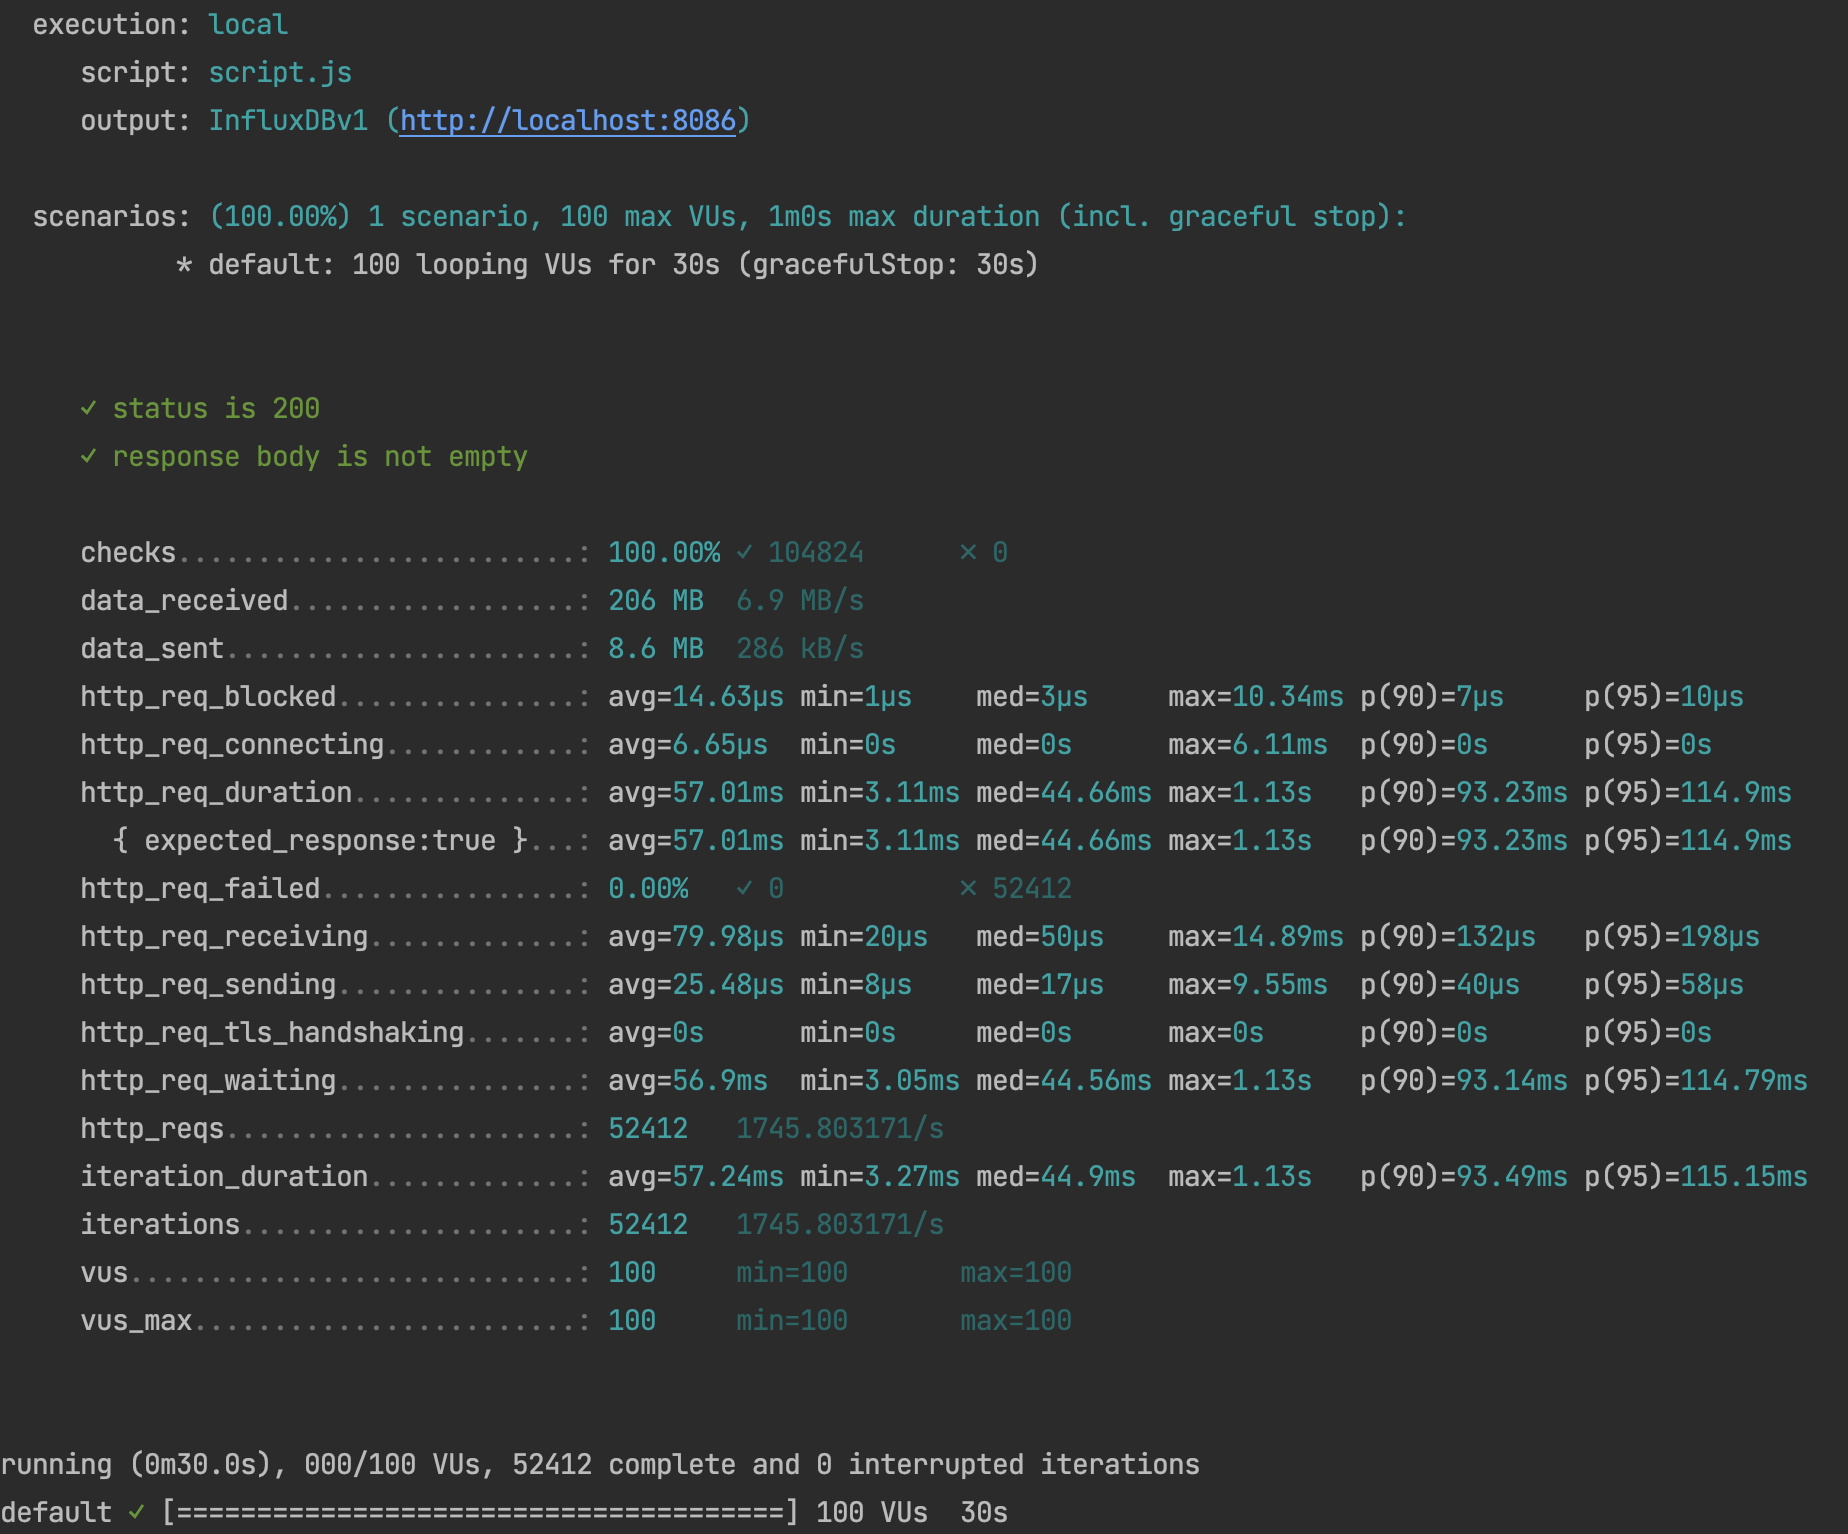 execution: local
script: script.js
output: InfluxDBv1 (http://localhost:8086)
scenarios: (100.00%) 1 scenario, 100 max VUs, 1m0s max duration (incl. graceful stop):
* default: 100 looping VUs for 30s (gracefulStop: 30s)
✓ status is 200
✓ response body is not empty
checks.........................: 100.00% ✓ 104824 ✗ 0
data_received..................: 206 MB 6.9 MB/s
data_sent......................: 8.6 MB 286 kB/s
http_req_blocked...............: avg=14.63µs min=1µs med=3µs max=10.34ms p(90)=7µs p(95)=10µs
http_req_connecting............: avg=6.65µs min=0s med=0s max=6.11ms p(90)=0s p(95)=0s
http_req_duration..............: avg=57.01ms min=3.11ms med=44.66ms max=1.13s p(90)=93.23ms p(95)=114.9ms
{ expected_response:true }...: avg=57.01ms min=3.11ms med=44.66ms max=1.13s p(90)=93.23ms p(95)=114.9ms
http_req_failed................: 0.00% ✓ 0 ✗ 52412
http_req_receiving.............: avg=79.98µs min=20µs med=50µs max=14.89ms p(90)=132µs p(95)=198µs
http_req_sending...............: avg=25.48µs min=8µs med=17µs max=9.55ms p(90)=40µs p(95)=58µs
http_req_tls_handshaking.......: avg=0s min=0s med=0s max=0s p(90)=0s p(95)=0s
http_req_waiting...............: avg=56.9ms min=3.05ms med=44.56ms max=1.13s p(90)=93.14ms p(95)=114.79ms
http_reqs......................: 52412 1745.803171/s
iteration_duration.............: avg=57.24ms min=3.27ms med=44.9ms max=1.13s p(90)=93.49ms p(95)=115.15ms
iterations.....................: 52412 1745.803171/s
vus............................: 100 min=100 max=100
vus_max........................: 100 min=100 max=100
running (0m30.0s), 000/100 VUs, 52412 complete and 0 interrupted iterations
default ✓ [======================================] 100 VUs 30s